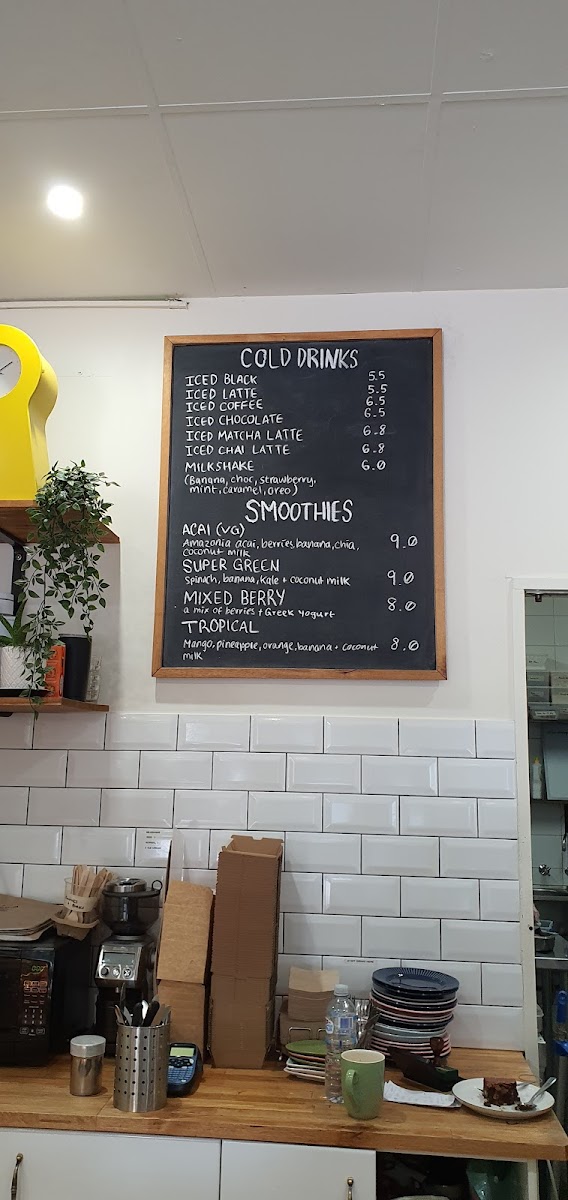 COLD DRINKS
ICED BLACK 5.5
ICED LATTE 5.5
ICED COFFEE 6.5
ICED CHOCOLATE 6.5
ICED MATCHA LATTE 6.8
ICED CHAI LATTE 6.8
MILKSHAKE 6.0
(Banana, choc, strawberry,
mint, caramel, oreo)
SMOOTHIES
ACAI (VG)
Amazonia acai, berries, banana, chia, 9.0
coconut milk
SUPER GREEN
Spinach, banana, kale + coconut milk 9.0
MIXED BERRY 8.0
a mix of berries + Greek yogurt
TROPICAL
Mango, pineapple, orange, banana + coconut 8.0
milk